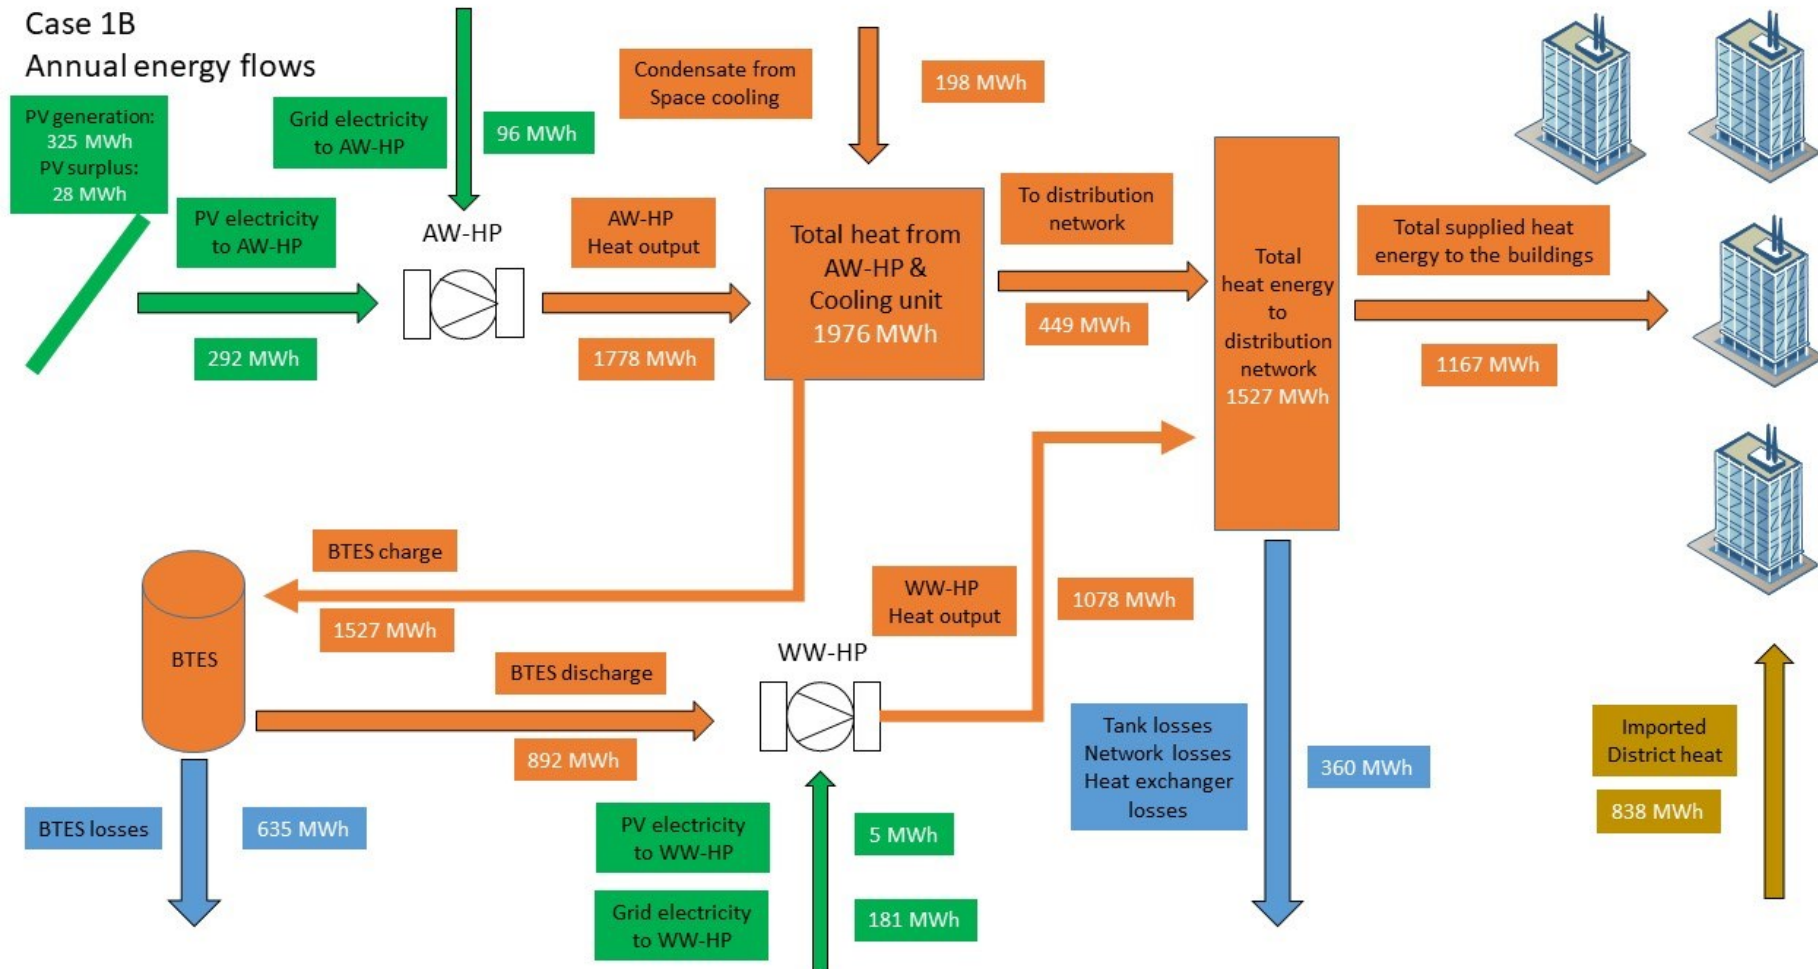 Case 1B
Annual energy flows
PV generation:
325 MWh
PV surplus:
28 MWh
Grid electricity
to AW-HP
96 MWh
Condensate from
Space cooling
198 MWh
PV electricity
to AW-HP
292 MWh
AW-HP
AW-HP
Heat output
1778 MWh
Total heat from
AW-HP &
Cooling unit
1976 MWh
To distribution
network
449 MWh
Total
heat energy
to
distribution
network
1527 MWh
Total supplied heat
energy to the buildings
1167 MWh
BTES charge
1527 MWh
BTES
BTES discharge
892 MWh
BTES losses
635 MWh
WW-HP
WW-HP
Heat output
1078 MWh
PV electricity
to WW-HP
5 MWh
Grid electricity
to WW-HP
181 MWh
Tank losses
Network losses
Heat exchanger
losses
360 MWh
Imported
District heat
838 MWh